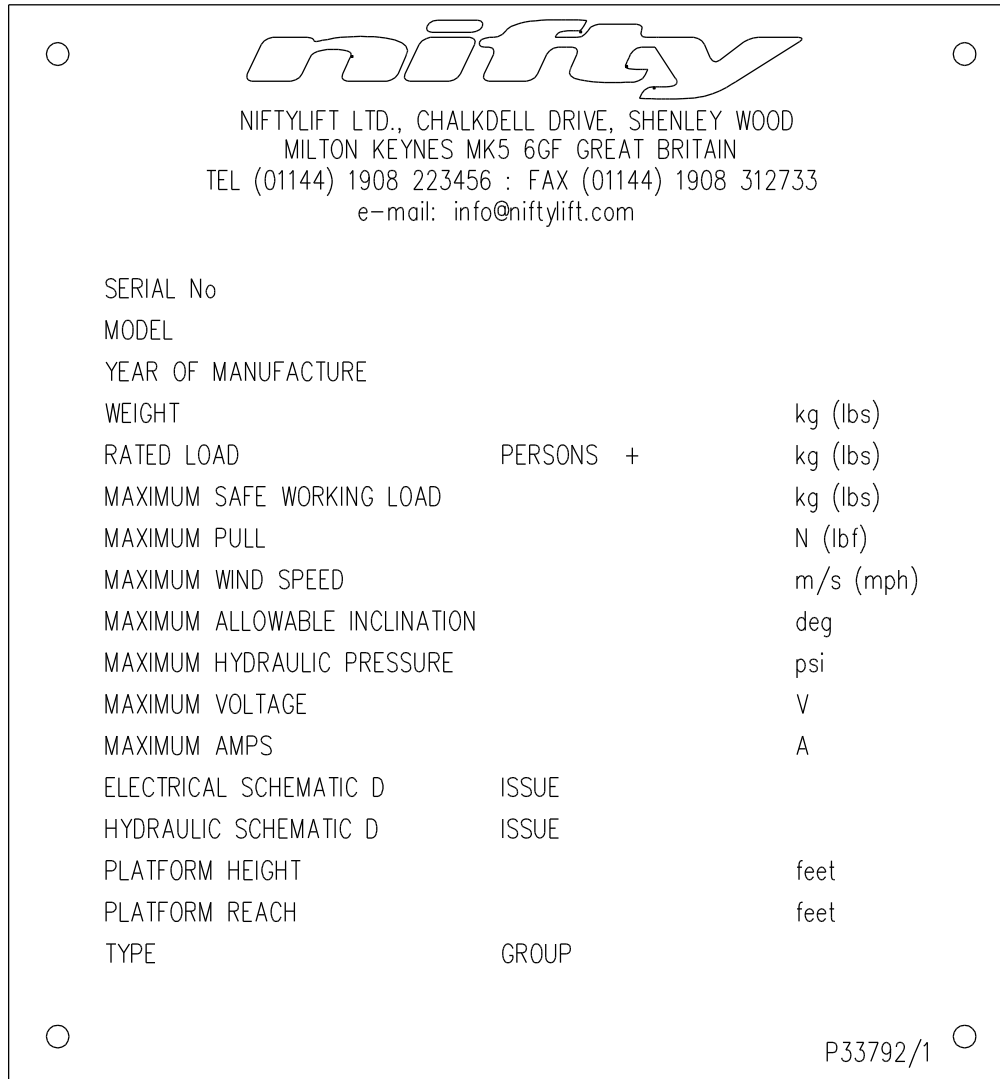 nifty
NIFTYLIFT LTD., CHALKDELL DRIVE, SHENLEY WOOD
MILTON KEYNES MK5 6GF GREAT BRITAIN
TEL (01144) 1908 223456 : FAX (01144) 1908 312733
e-mail: info@niftylift.com
SERIAL No
MODEL
YEAR OF MANUFACTURE
WEIGHT kg (lbs)
RATED LOAD PERSONS + kg (lbs)
MAXIMUM SAFE WORKING LOAD kg (lbs)
MAXIMUM PULL N (lbf)
MAXIMUM WIND SPEED m/s (mph)
MAXIMUM ALLOWABLE INCLINATION deg
MAXIMUM HYDRAULIC PRESSURE psi
MAXIMUM VOLTAGE V
MAXIMUM AMPS A
ELECTRICAL SCHEMATIC D ISSUE
HYDRAULIC SCHEMATIC D ISSUE
PLATFORM HEIGHT feet
PLATFORM REACH feet
TYPE GROUP
P33792/1